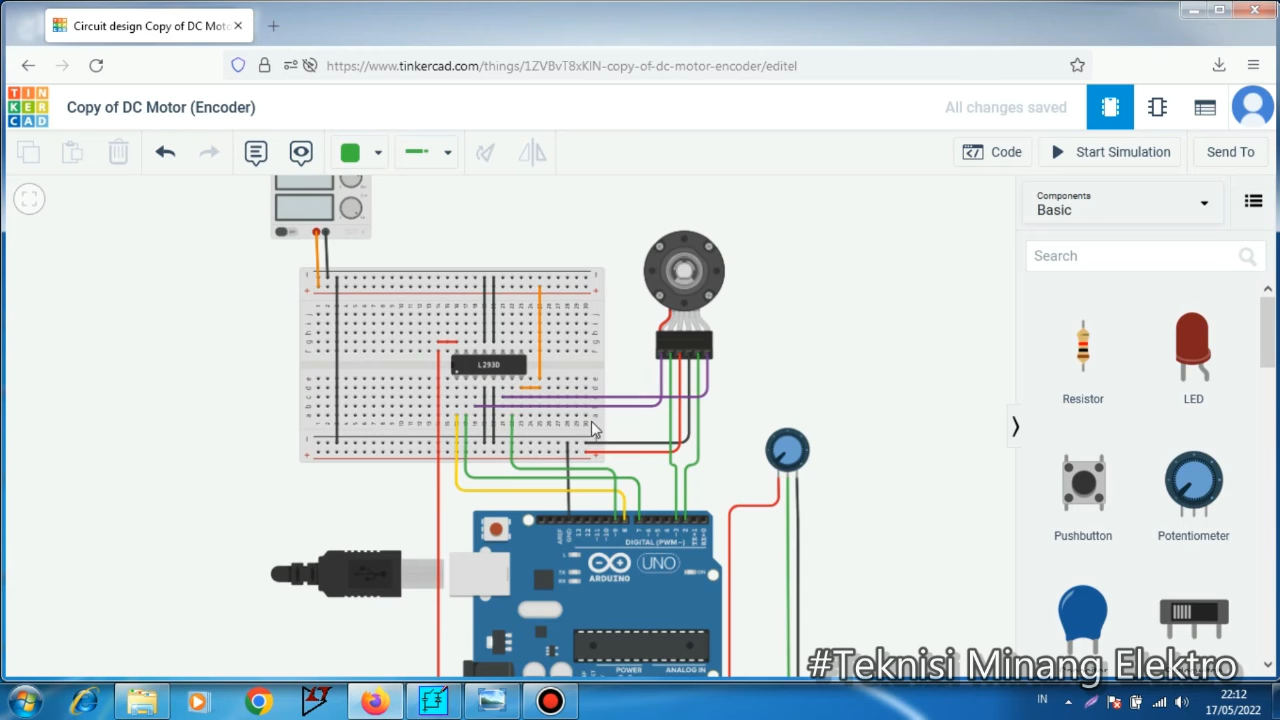 Circuit design Copy of DC Moto
https://www.tinkercad.com/things/1ZVBvT8xKIN-copy-of-dc-motor-encoder/editel
TIN
KER
CAD
Copy of DC Motor (Encoder)
All changes saved
Code
Start Simulation
Send To
Components
Basic
Search
Resistor
LED
Pushbutton
Potentiometer
L293D
DIGITAL (PWM~)
UNO
ARDUINO
POWER
ANALOG IN
#Teknisi Minang Elektro
IN
22:12
17/05/2022